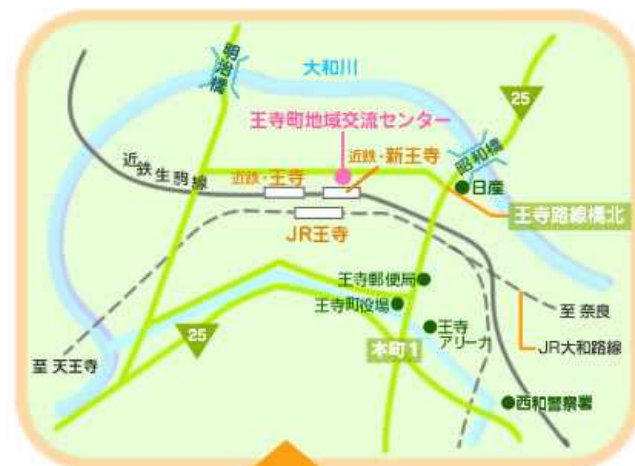 明治橋
大和川
25
王寺町地域交流センター
昭和橋
近鉄生駒線
近鉄・王寺
近鉄・新王寺
日産
王寺路線橋北
JR王寺
王寺郵便局
王寺町役場
至 奈良
王寺
アリーナ
25
本町1
JR大和路線
至 天王寺
西和警察署